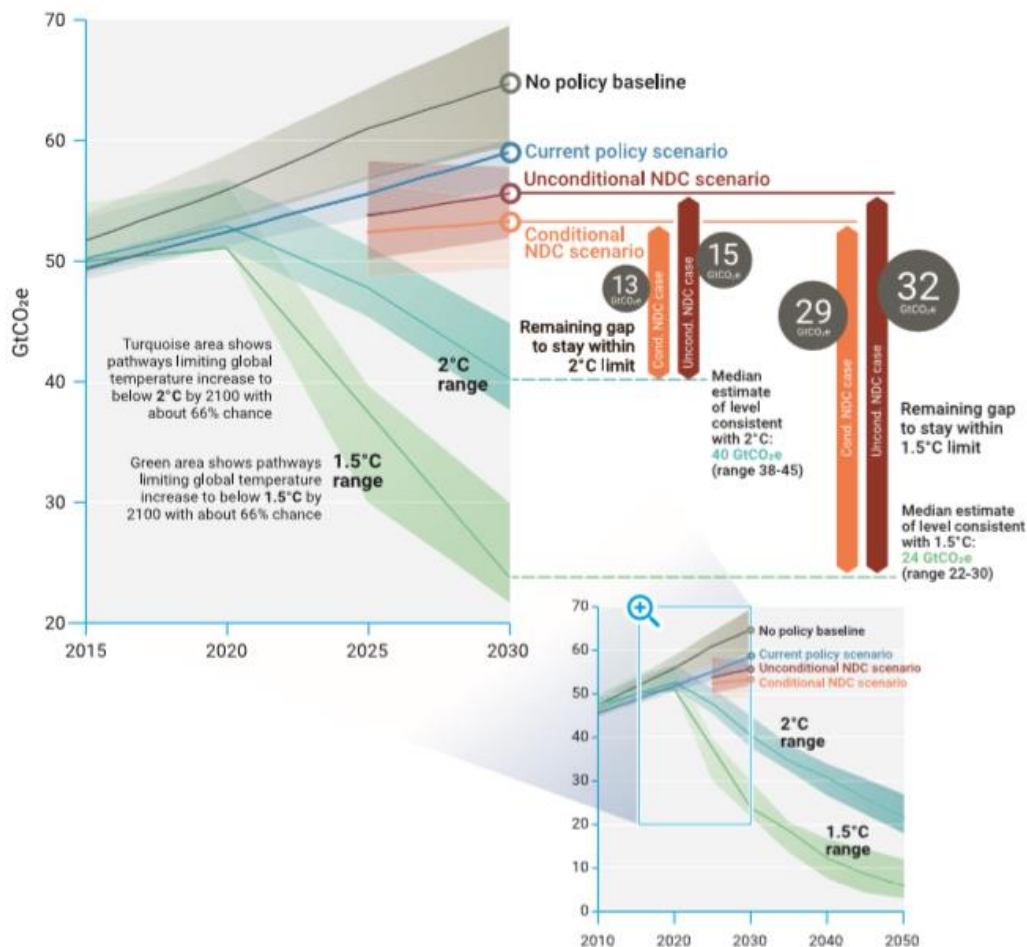 70
60
50
40
30
20
GtCO₂e
2015
2020
2025
2030
No policy baseline
Current policy scenario
Unconditional NDC scenario
Conditional
NDC scenario
Turquoise area shows
pathways limiting global
temperature increase to
below 2°C by 2100 with
about 66% chance
Green area shows pathways
limiting global temperature
increase to below 1.5°C by
2100 with about 66% chance
2°C
range
1.5°C
range
13
GtCO₂e
15
GtCO₂e
Cond. NDC case
Uncond. NDC case
Remaining gap
to stay within
2°C limit
Median
estimate
of level
consistent
with 2°C:
40 GtCO₂e
(range 38-45)
29
GtCO₂e
32
GtCO₂e
Cond. NDC case
Uncond. NDC case
Remaining gap
to stay within
1.5°C limit
Median estimate
of level consistent
with 1.5°C:
24 GtCO₂e
(range 22-30)
70
60
50
40
30
20
10
0
2010
2020
2030
2040
2050
No policy baseline
Current policy scenario
Unconditional NDC scenario
Conditional NDC scenario
2°C
range
1.5°C
range